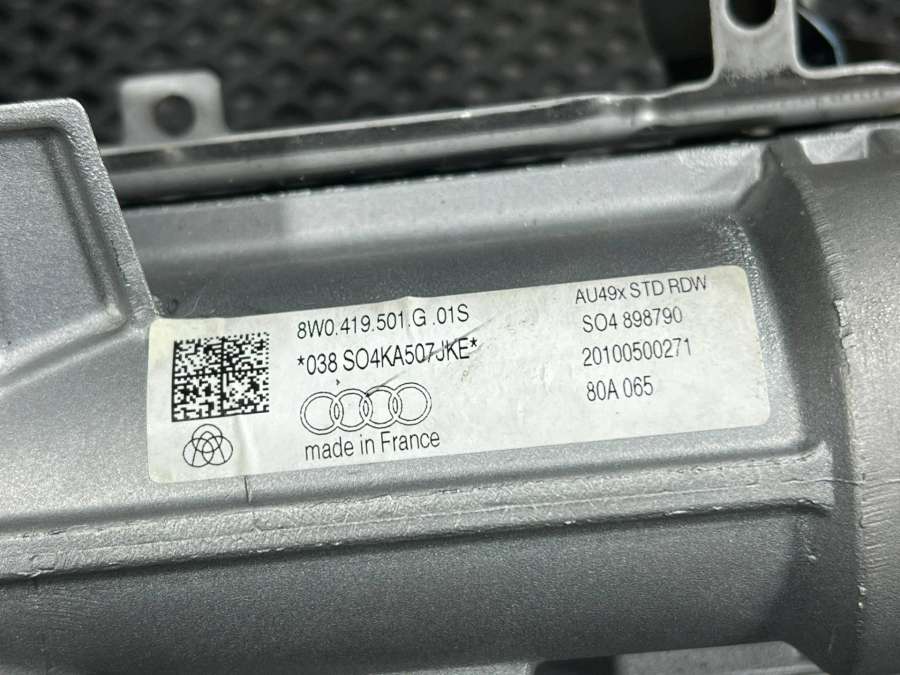 8W0.419.501.G .01S
*038 SO4KA507JKE*
made in France
AU49x STD RDW
SO4 898790
20100500271
80A 065